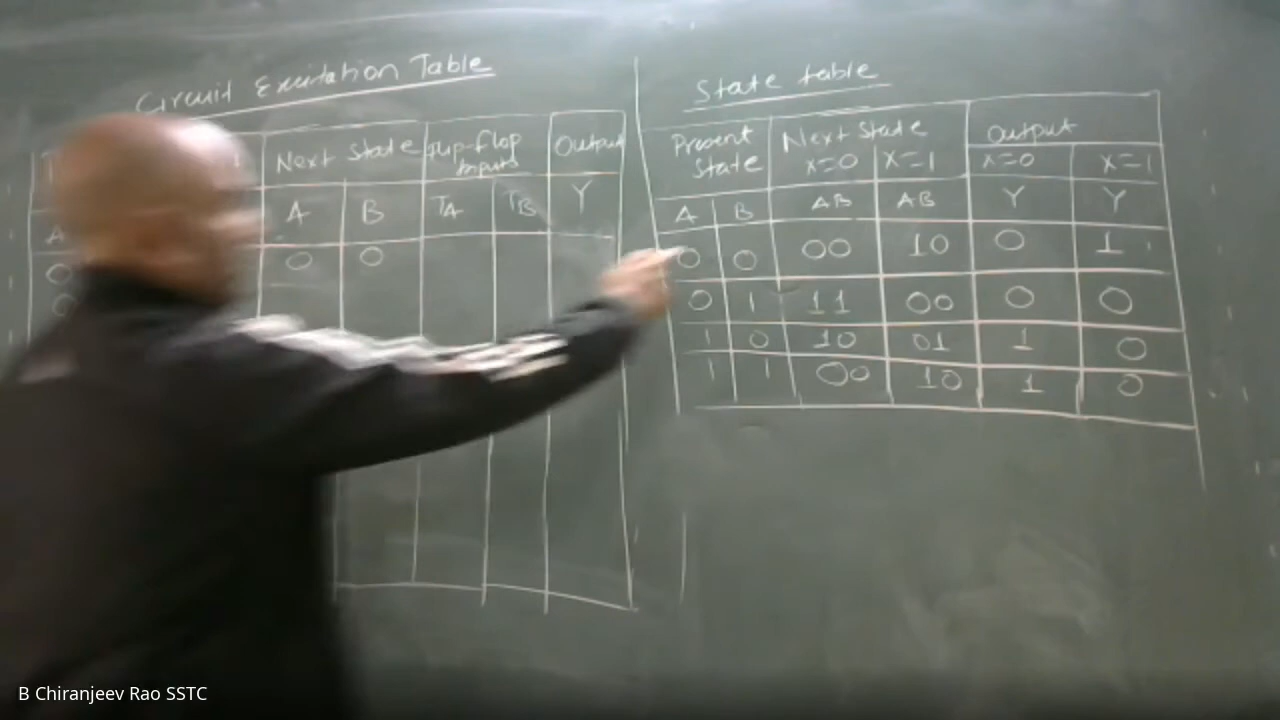 Circuit Excitation Table
Next State Flip-Flop Inputs Output
A B TA TB Y
A
0 0 0
0
State table
Present State Next State Output
x=0 x=1 x=0 x=1
A B AB AB Y Y
0 0 00 10 0 1
0 1 11 00 0 0
1 0 10 01 1 0
1 1 00 10 1 0
B Chiranjeev Rao SSTC